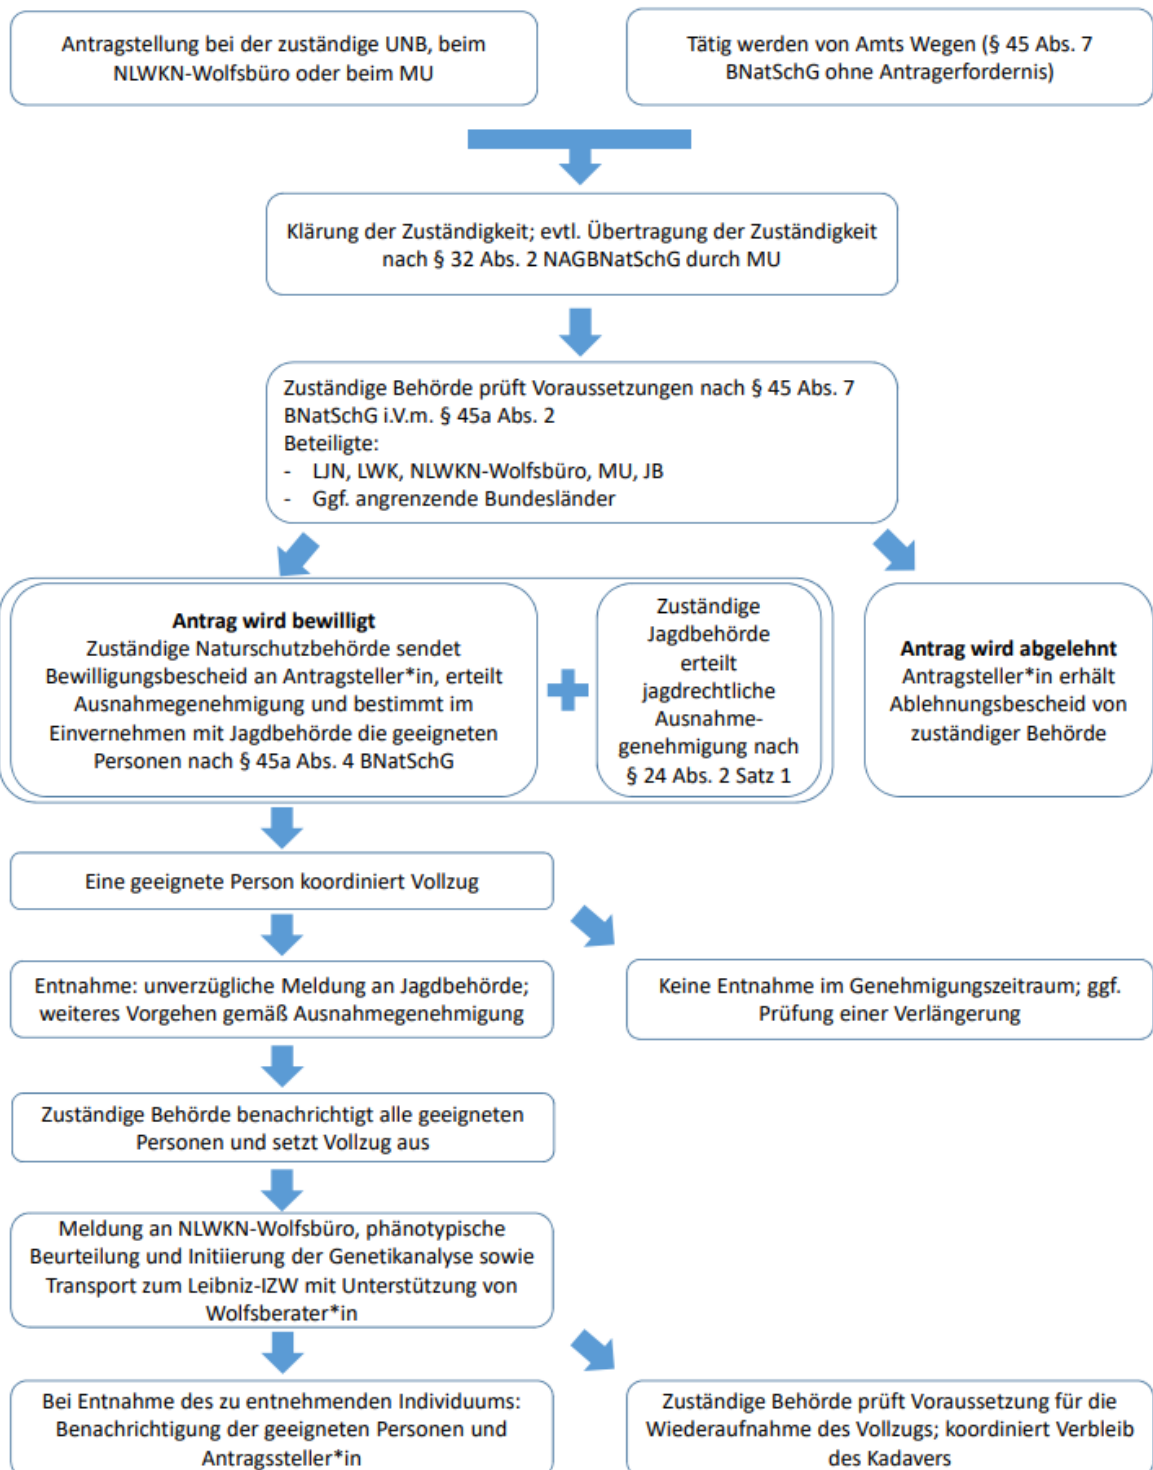 Antragstellung bei der zuständige UNB, beim
NLWKN-Wolfsbüro oder beim MU
Tätig werden von Amts Wegen (§ 45 Abs. 7
BNatSchG ohne Antragerfordernis)
Klärung der Zuständigkeit; evtl. Übertragung der Zuständigkeit
nach § 32 Abs. 2 NAGBNatSchG durch MU
Zuständige Behörde prüft Voraussetzungen nach § 45 Abs. 7
BNatSchG i.V.m. § 45a Abs. 2
Beteiligte:
- LJN, LWK, NLWKN-Wolfsbüro, MU, JB
- Ggf. angrenzende Bundesländer
Antrag wird bewilligt
Zuständige Naturschutzbehörde sendet
Bewilligungsbescheid an Antragsteller*in, erteilt
Ausnahmegenehmigung und bestimmt im
Einvernehmen mit Jagdbehörde die geeigneten
Personen nach § 45a Abs. 4 BNatSchG
Zuständige
Jagdbehörde
erteilt
jagdrechtliche
Ausnahme-
genehmigung nach
§ 24 Abs. 2 Satz 1
Antrag wird abgelehnt
Antragsteller*in erhält
Ablehnungsbescheid von
zuständiger Behörde
Eine geeignete Person koordiniert Vollzug
Entnahme: unverzügliche Meldung an Jagdbehörde;
weiteres Vorgehen gemäß Ausnahmegenehmigung
Keine Entnahme im Genehmigungszeitraum; ggf.
Prüfung einer Verlängerung
Zuständige Behörde benachrichtigt alle geeigneten
Personen und setzt Vollzug aus
Meldung an NLWKN-Wolfsbüro, phänotypische
Beurteilung und Initiierung der Genetikanalyse sowie
Transport zum Leibniz-IZW mit Unterstützung von
Wolfsberater*in
Bei Entnahme des zu entnehmenden Individuums:
Benachrichtigung der geeigneten Personen und
Antragssteller*in
Zuständige Behörde prüft Voraussetzung für die
Wiederaufnahme des Vollzugs; koordiniert Verbleib
des Kadavers